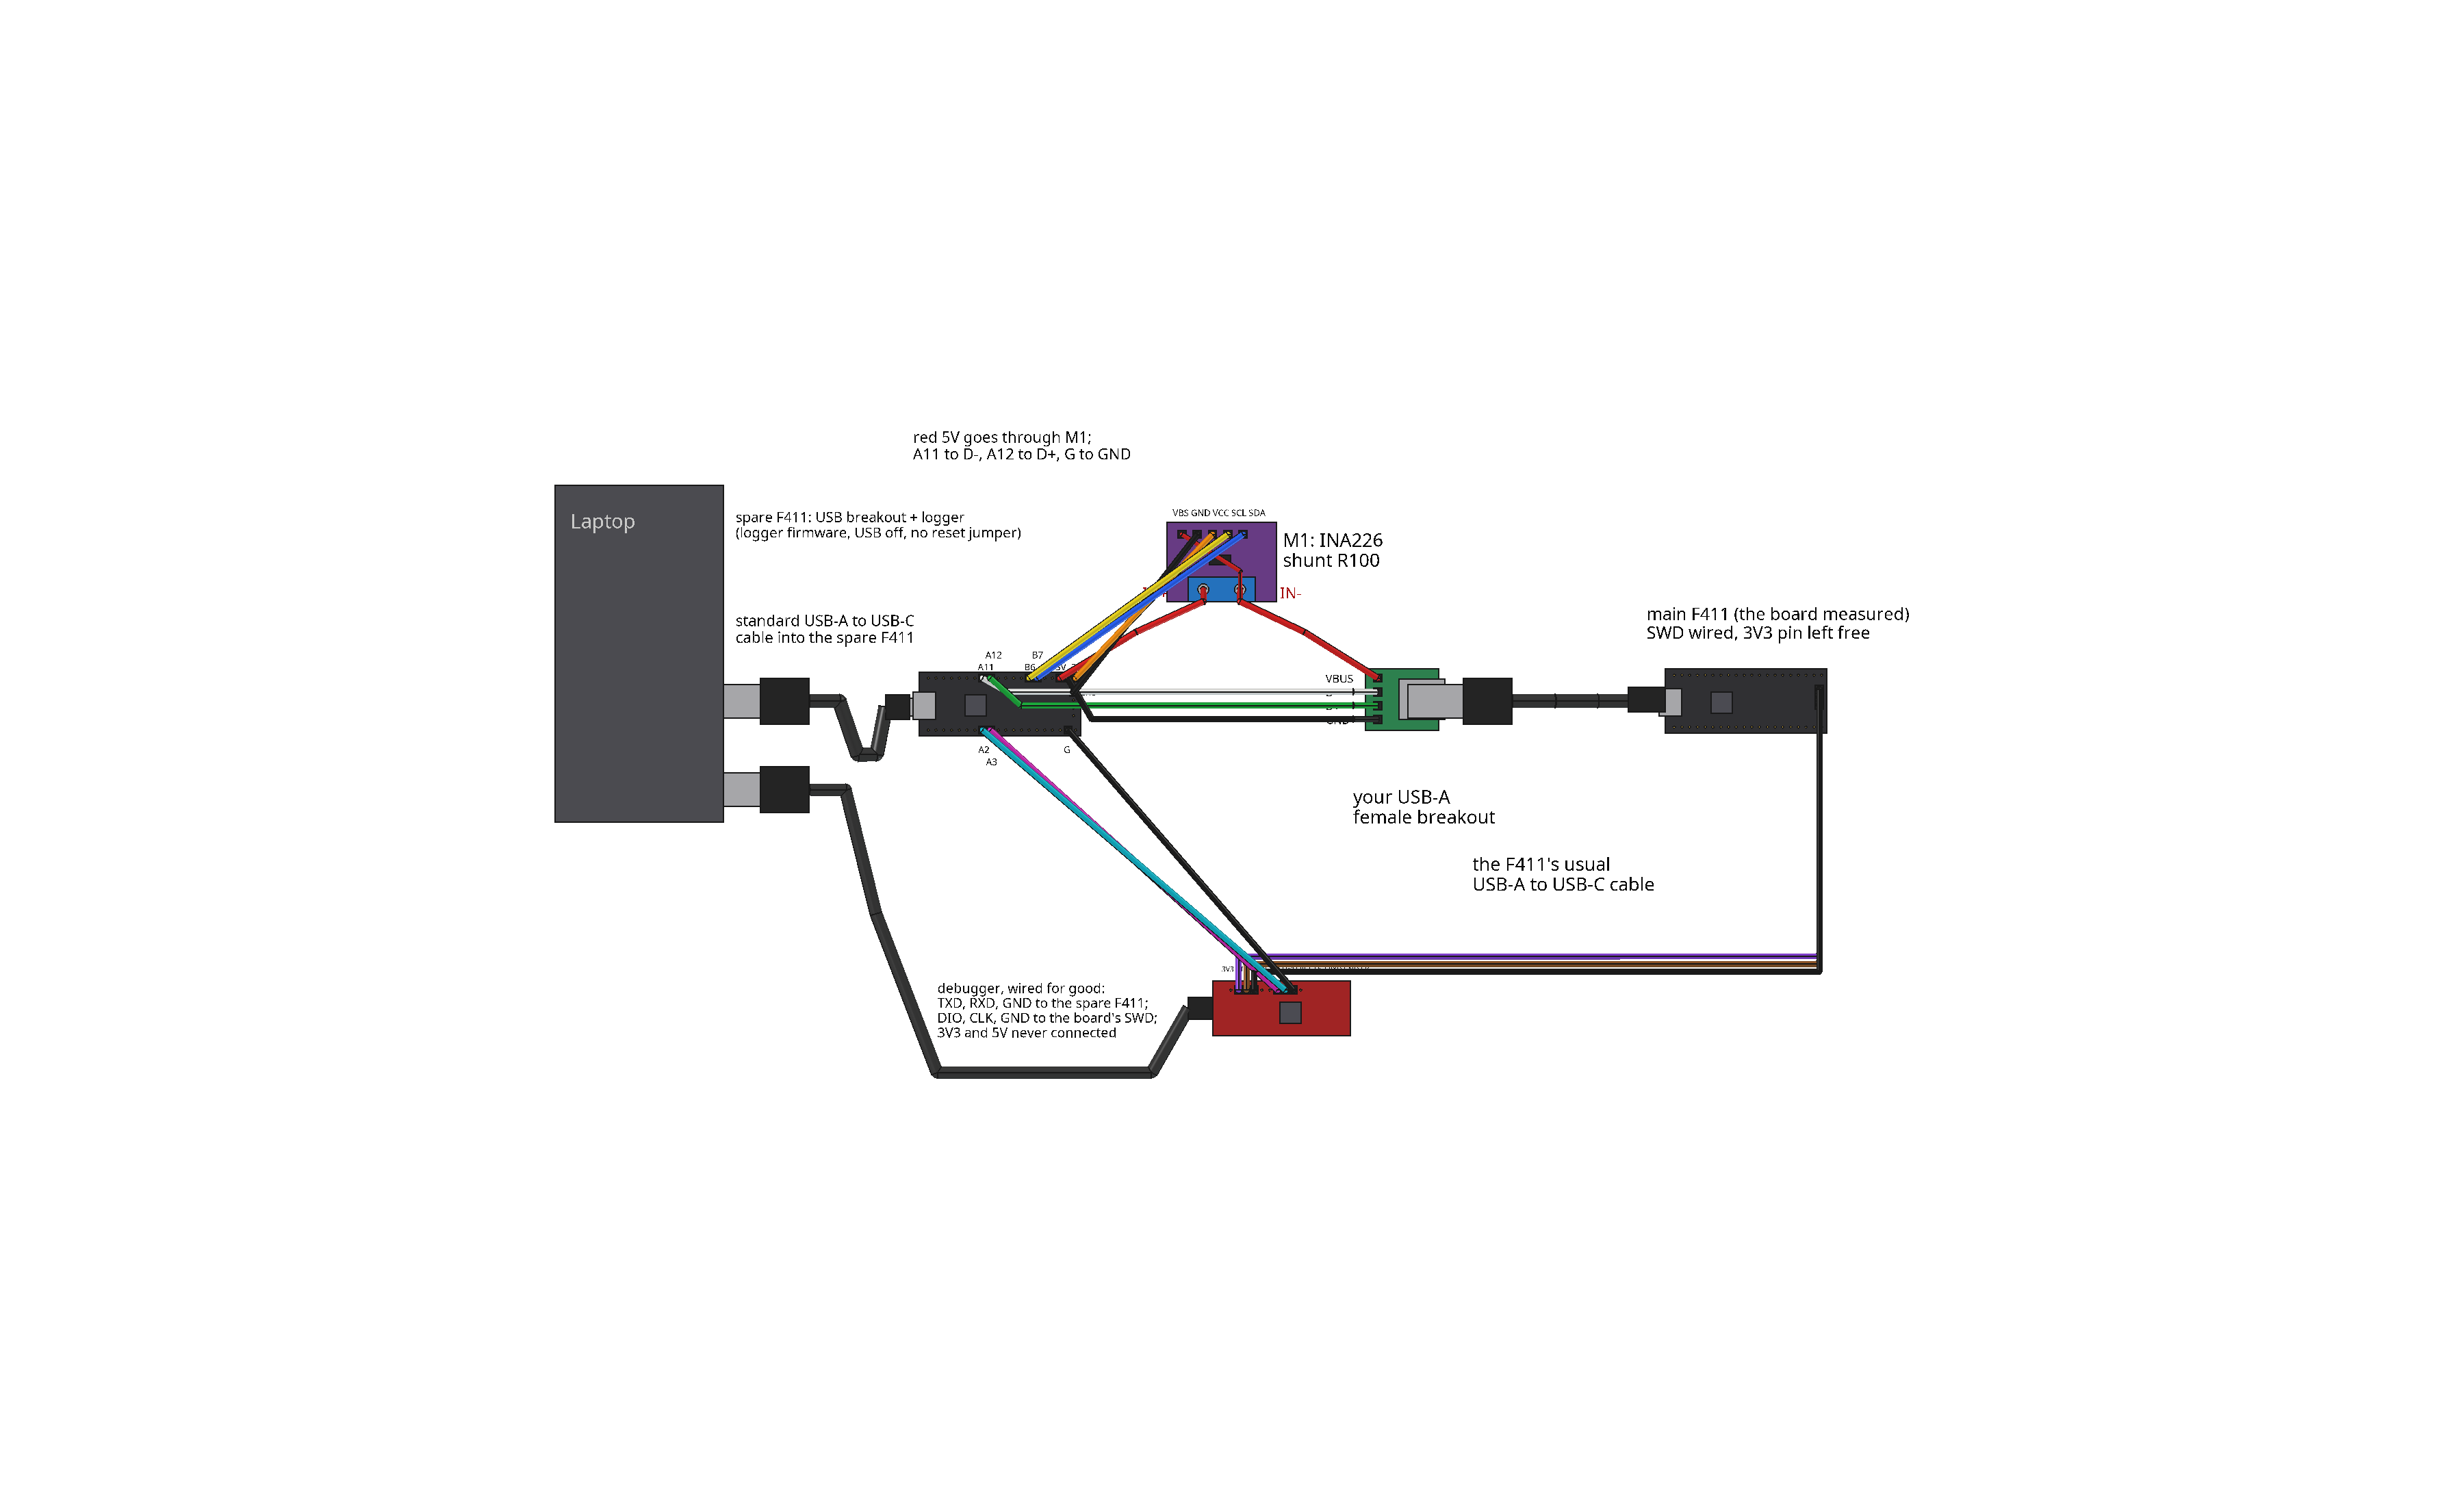 red 5V goes through M1;
A11 to D-, A12 to D+, G to GND
Laptop
spare F411: USB breakout + logger
(logger firmware, USB off, no reset jumper)
VBS GND VCC SCL SDA
M1: INA226
shunt R100
IN-
standard USB-A to USB-C
cable into the spare F411
main F411 (the board measured)
SWD wired, 3V3 pin left free
A12
B7
A11
B6
VBUS
GND
A2
G
A3
your USB-A
female breakout
the F411's usual
USB-A to USB-C cable
3V3
debugger, wired for good:
TXD, RXD, GND to the spare F411;
DIO, CLK, GND to the board's SWD;
3V3 and 5V never connected